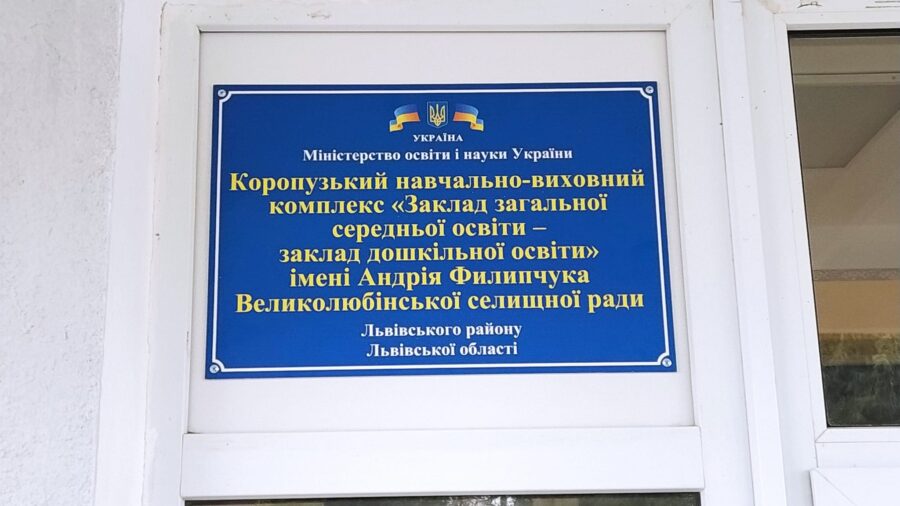 УКРАЇНА
Міністерство освіти і науки України
Коропузький навчально-виховний
комплекс «Заклад загальної
середньої освіти –
заклад дошкільної освіти»
імені Андрія Филипчука
Великолюбінської селищної ради
Львівського району
Львівської області